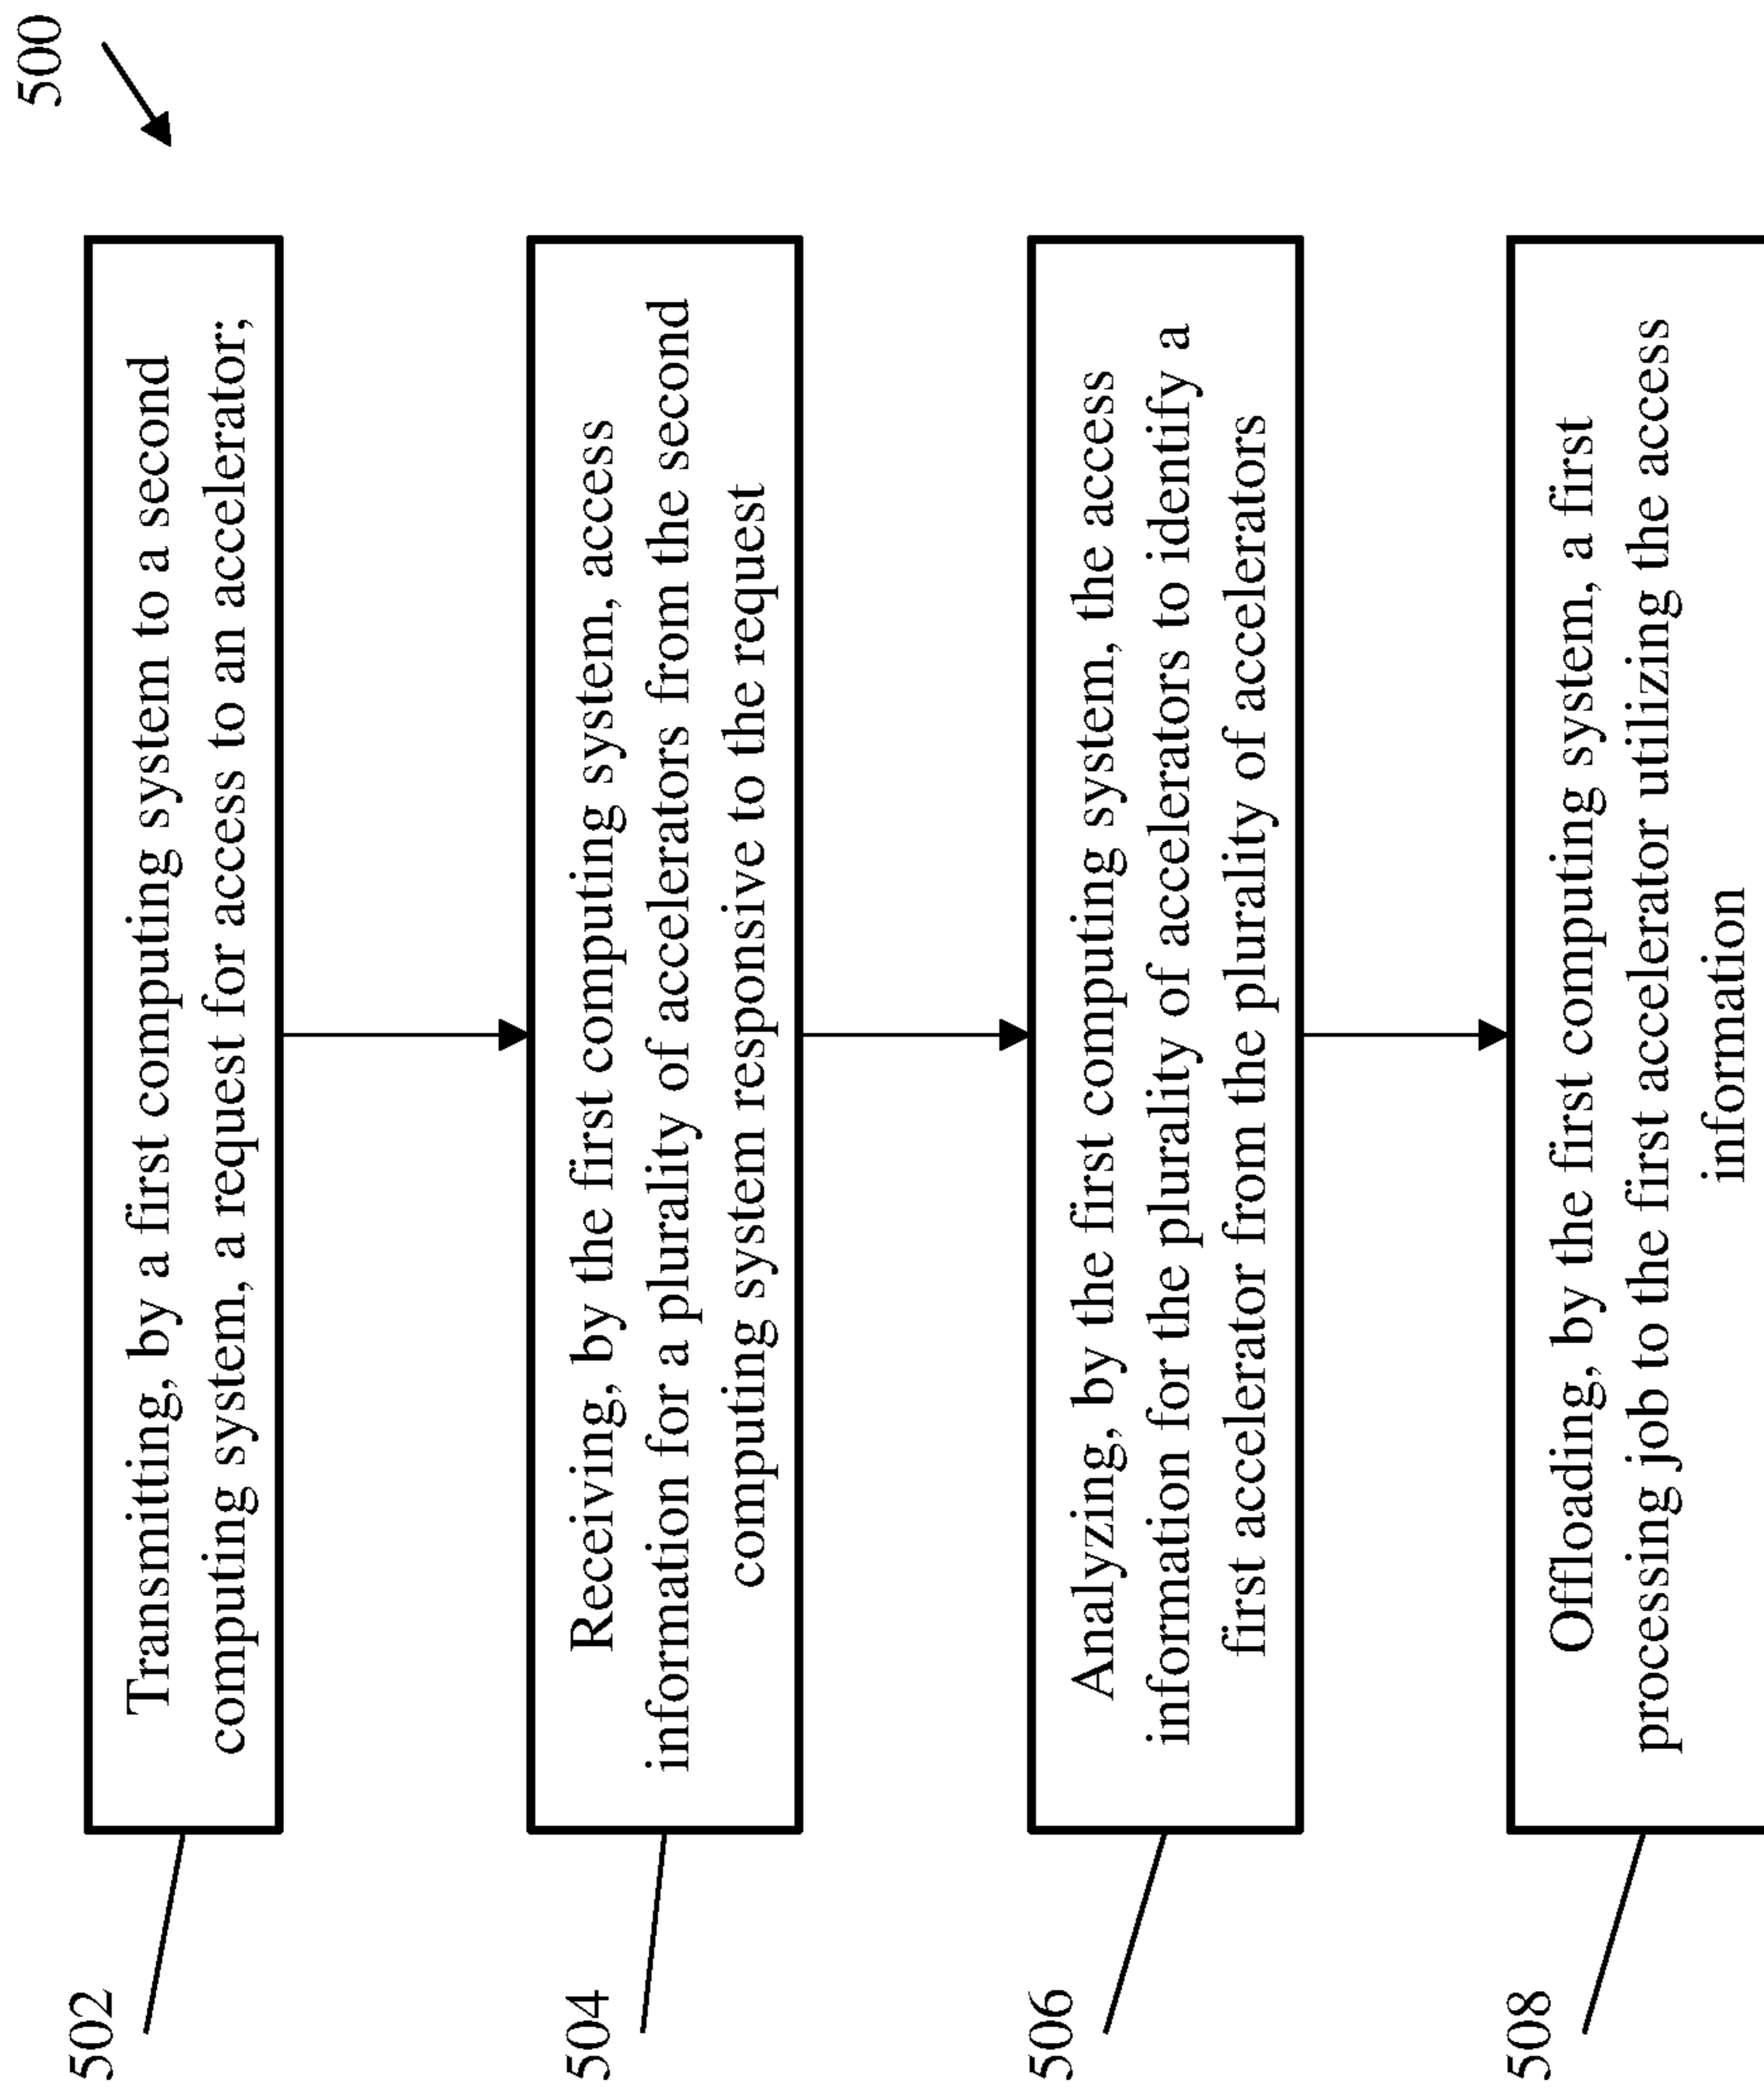 500
502
Transmitting, by a first computing system to a second
computing system, a request for access to an accelerator;
504
Receiving, by the first computing system, access
information for a plurality of accelerators from the second
computing system responsive to the request
506
Analyzing, by the first computing system, the access
information for the plurality of accelerators to identify a
first accelerator from the plurality of accelerators
508
Offloading, by the first computing system, a first
processing job to the first accelerator utilizing the access
information